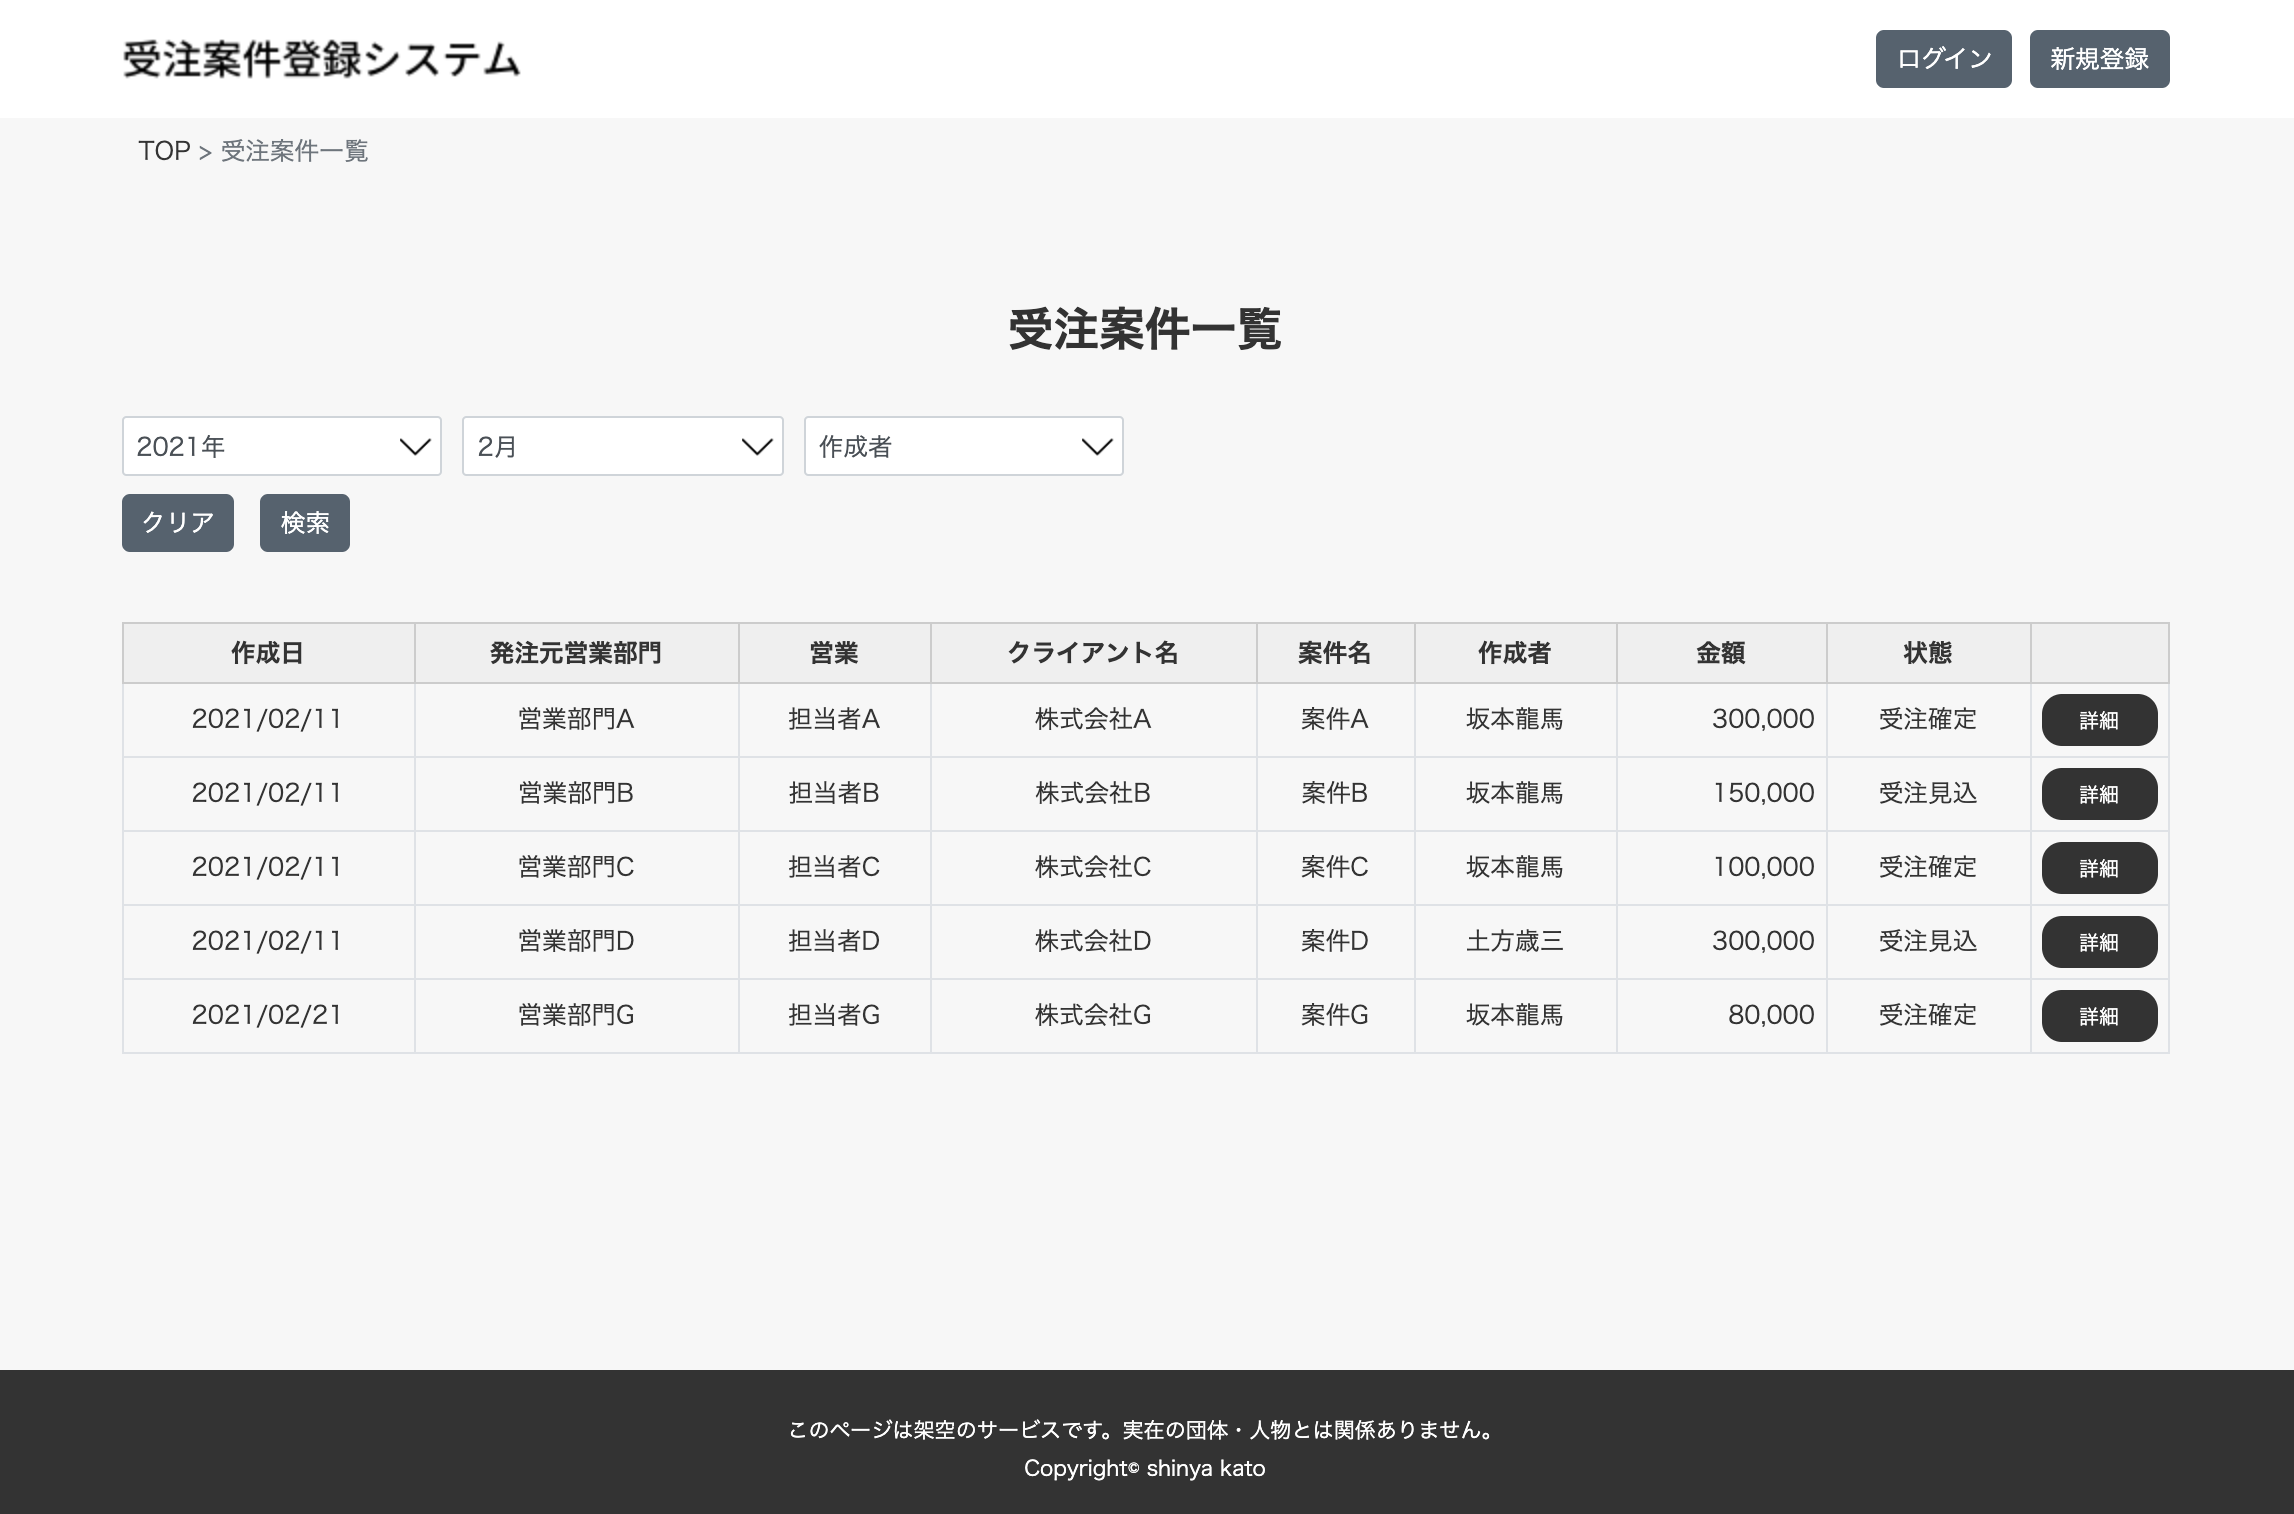 受注案件登録システム
ログイン 新規登録
TOP > 受注案件一覧
受注案件一覧
2021年 2月 作成者
クリア 検索
作成日 発注元営業部門 営業 クライアント名 案件名 作成者 金額 状態
2021/02/11 営業部門A 担当者A 株式会社A 案件A 坂本龍馬 300,000 受注確定 詳細
2021/02/11 営業部門B 担当者B 株式会社B 案件B 坂本龍馬 150,000 受注見込 詳細
2021/02/11 営業部門C 担当者C 株式会社C 案件C 坂本龍馬 100,000 受注確定 詳細
2021/02/11 営業部門D 担当者D 株式会社D 案件D 土方歳三 300,000 受注見込 詳細
2021/02/21 営業部門G 担当者G 株式会社G 案件G 坂本龍馬 80,000 受注確定 詳細
このページは架空のサービスです。実在の団体・人物とは関係ありません。
Copyright© shinya kato